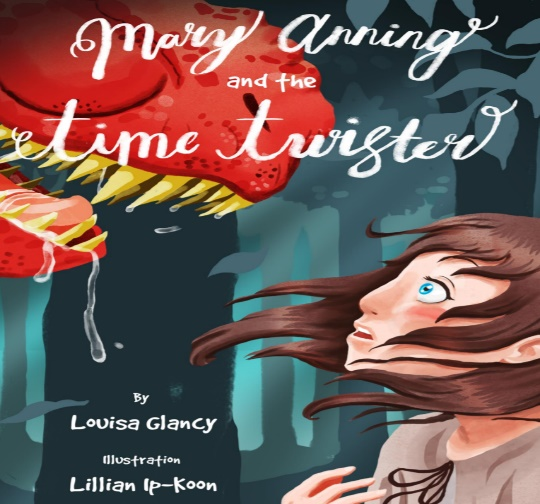 Mary Anning
and the
time twister
By
Louisa Glancy
Illustration
Lillian Ip-Koon